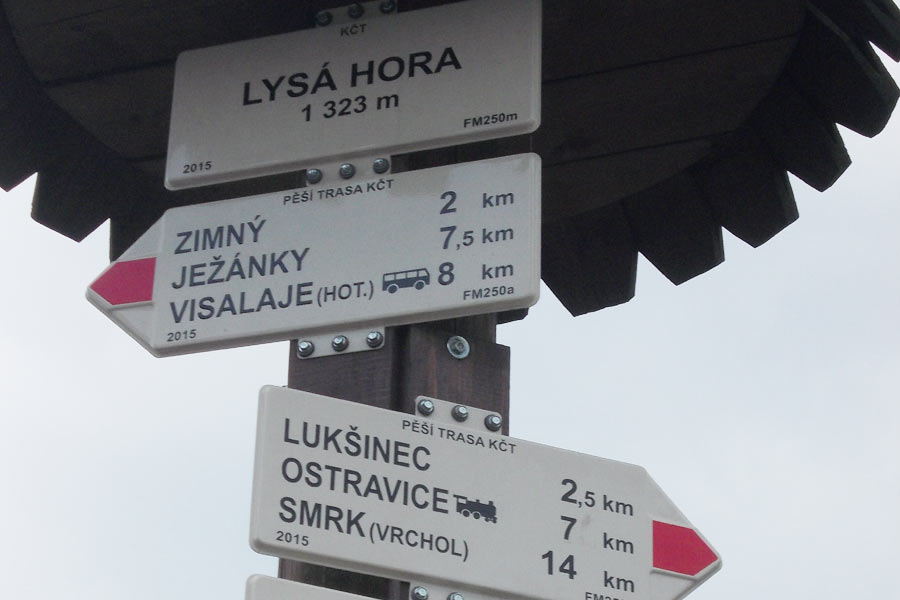 KČT
LYSÁ HORA
1 323 m
FM250m
2015
PĚŠÍ TRASA KČT
ZIMNÝ 2 km
JEŽÁNKY 7,5 km
VISALAJE (HOT.) 8 km
FM250a
2015
PĚŠÍ TRASA KČT
LUKŠINEC 2,5 km
OSTRAVICE 7 km
SMRK (VRCHOL) 14 km
2015